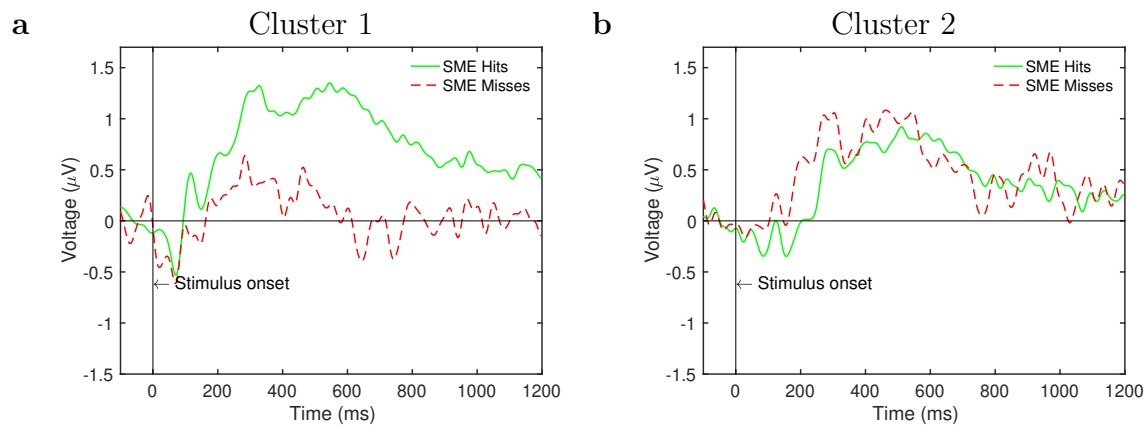 a
Cluster 1
1.5
1
0.5
0
-0.5
-1
-1.5
Voltage (μV)
SME Hits
SME Misses
← Stimulus onset
0 200 400 600 800 1000 1200
Time (ms)
b
Cluster 2
1.5
1
0.5
0
-0.5
-1
-1.5
Voltage (μV)
SME Hits
SME Misses
← Stimulus onset
0 200 400 600 800 1000 1200
Time (ms)